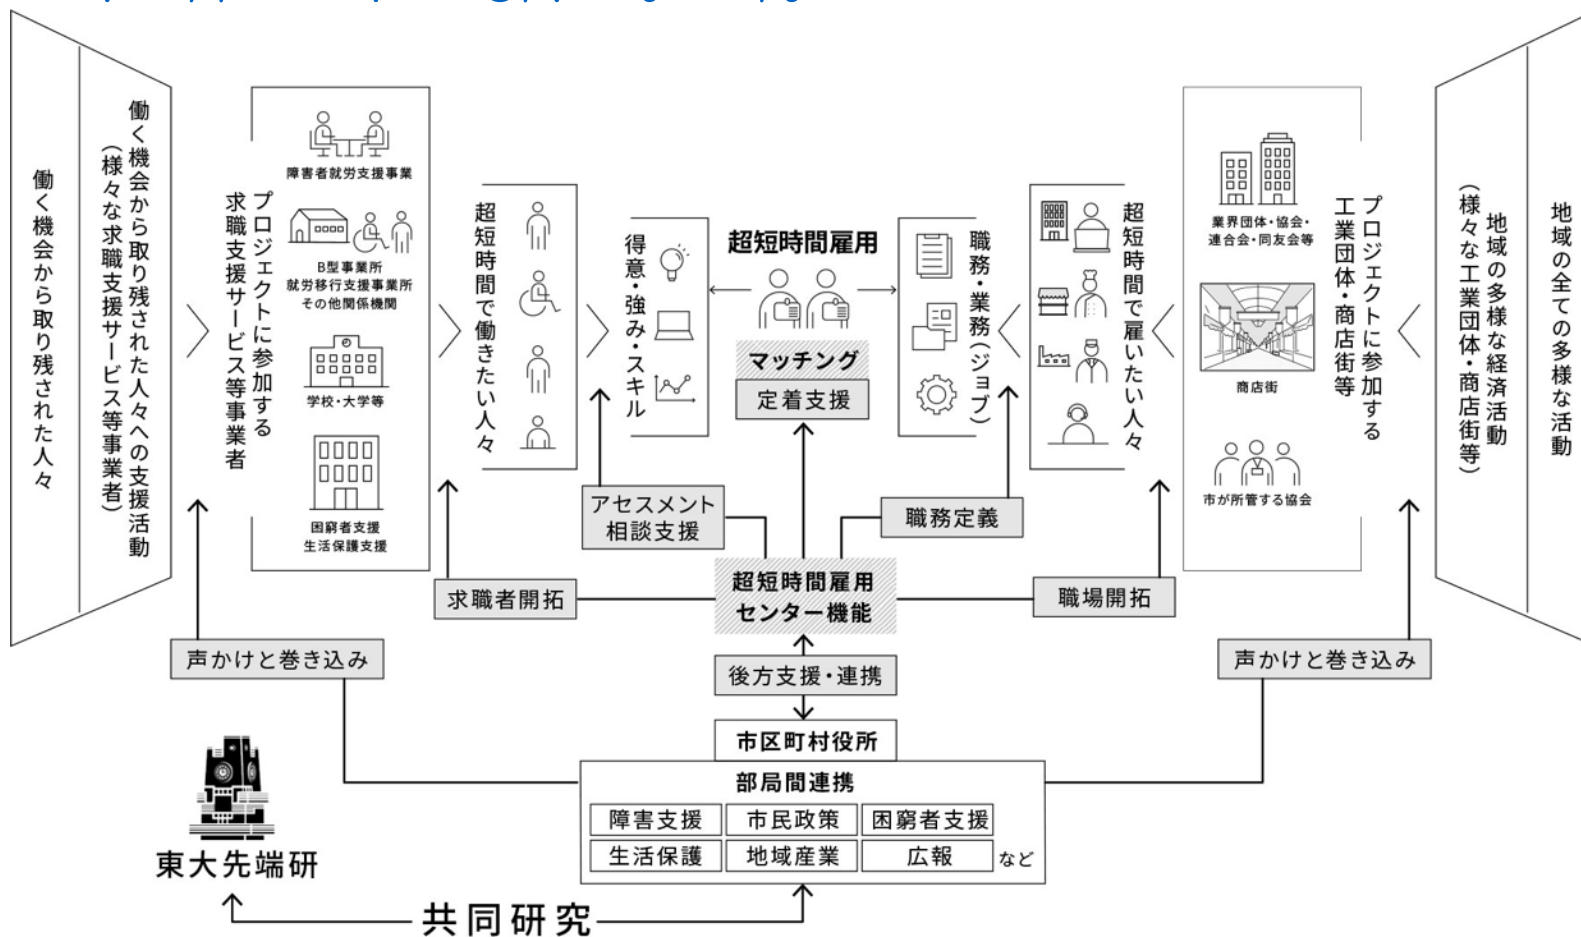 働く機会から取り残された人々
働く機会から取り残された人々への支援活動
(様々な求職支援サービス等事業者)
プロジェクトに参加する
求職支援サービス等事業者
障害者就労支援事業
B型事業所
就労移行支援事業所
その他関係機関
学校・大学等
困窮者支援
生活保護支援
超短時間で働きたい人々
得意・強み・スキル
超短時間雇用
マッチング
定着支援
職務・業務(ジョブ)
超短時間で雇いたい人々
業界団体・協会・
連合会・同友会等
商店街
市が所管する協会
プロジェクトに参加する
工業団体・商店街等
地域の多様な経済活動
(様々な工業団体・商店街等)
地域の全ての多様な活動
アセスメント
相談支援
職務定義
求職者開拓
超短時間雇用
センター機能
職場開拓
声かけと巻き込み
後方支援・連携
声かけと巻き込み
市区町村役所
部局間連携
障害支援
市民政策
困窮者支援
生活保護
地域産業
広報
など
東大先端研
共同研究